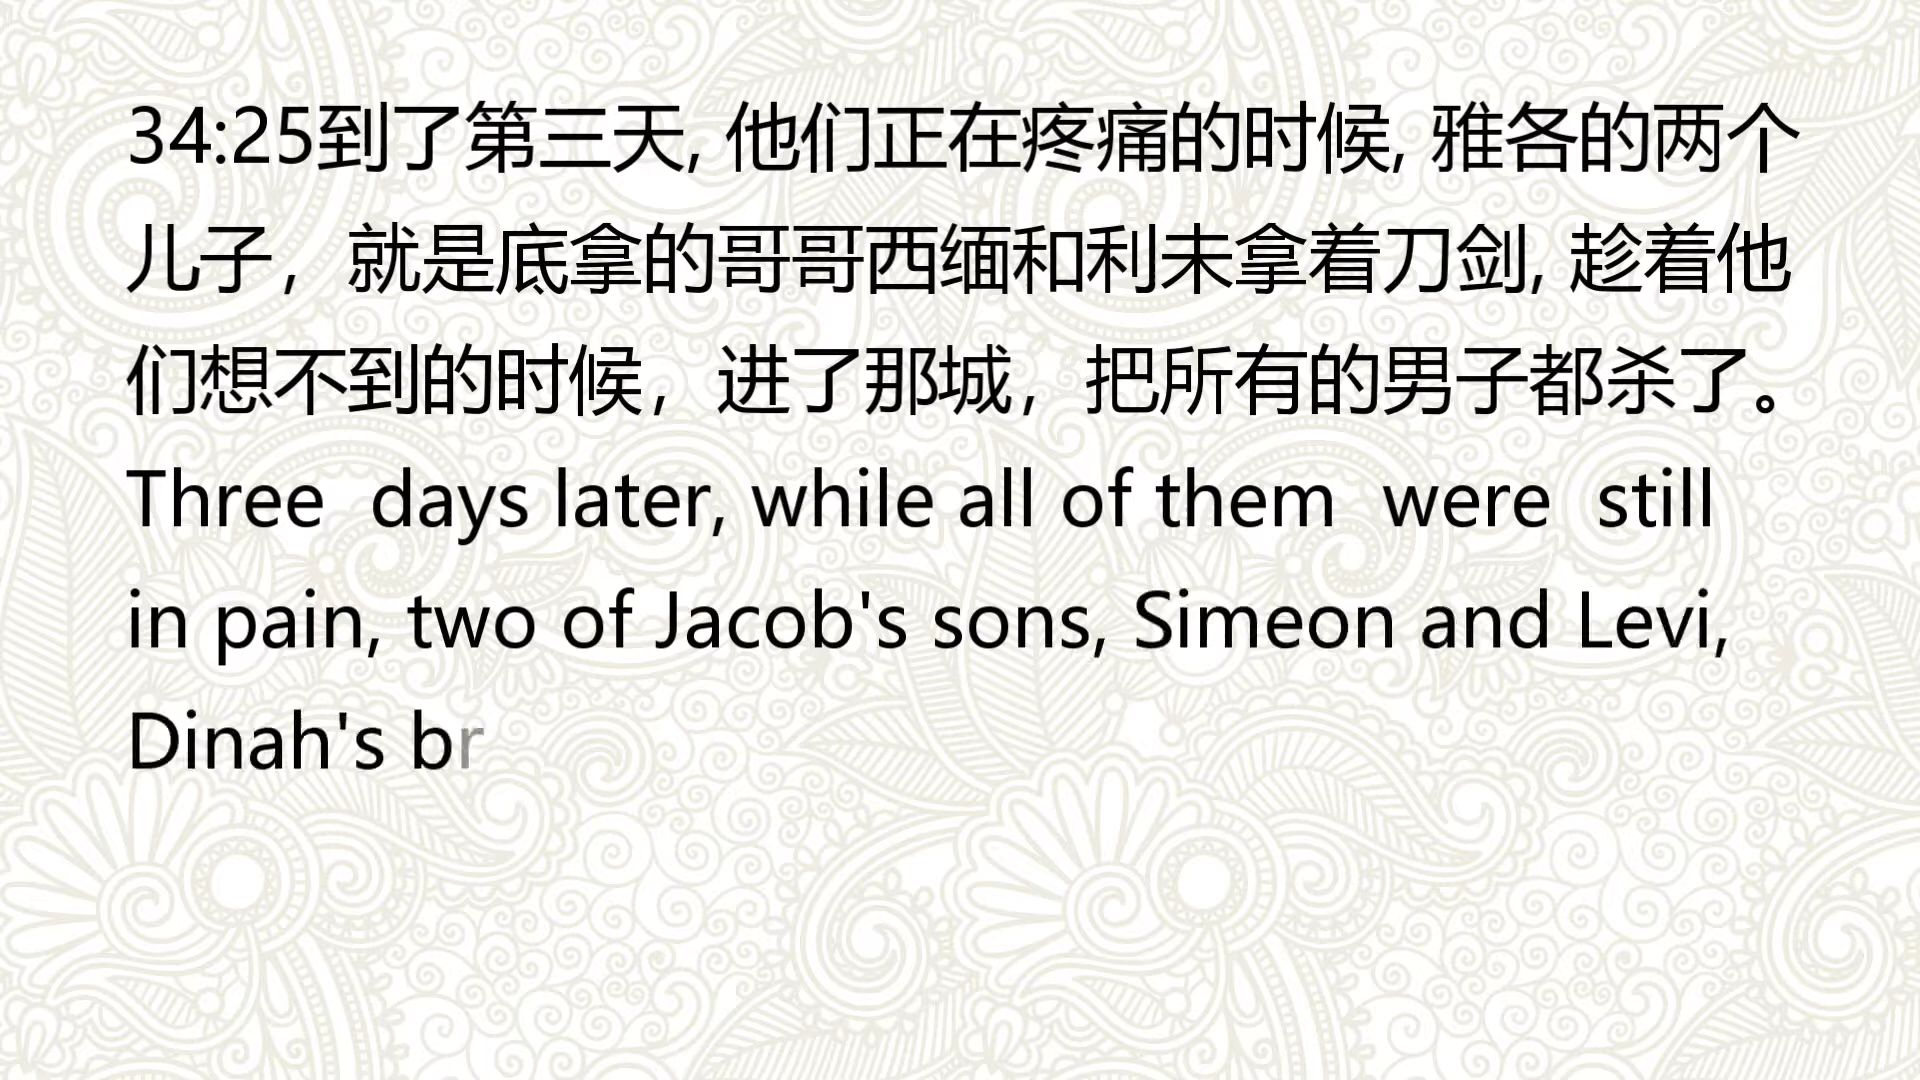 34:25到了第三天, 他们正在疼痛的时候, 雅各的两个
儿子，就是底拿的哥哥西缅和利未拿着刀剑, 趁着他
们想不到的时候，进了那城，把所有的男子都杀了。
Three  days later, while all of them  were  still
in pain, two of Jacob's sons, Simeon and Levi,
Dinah's br